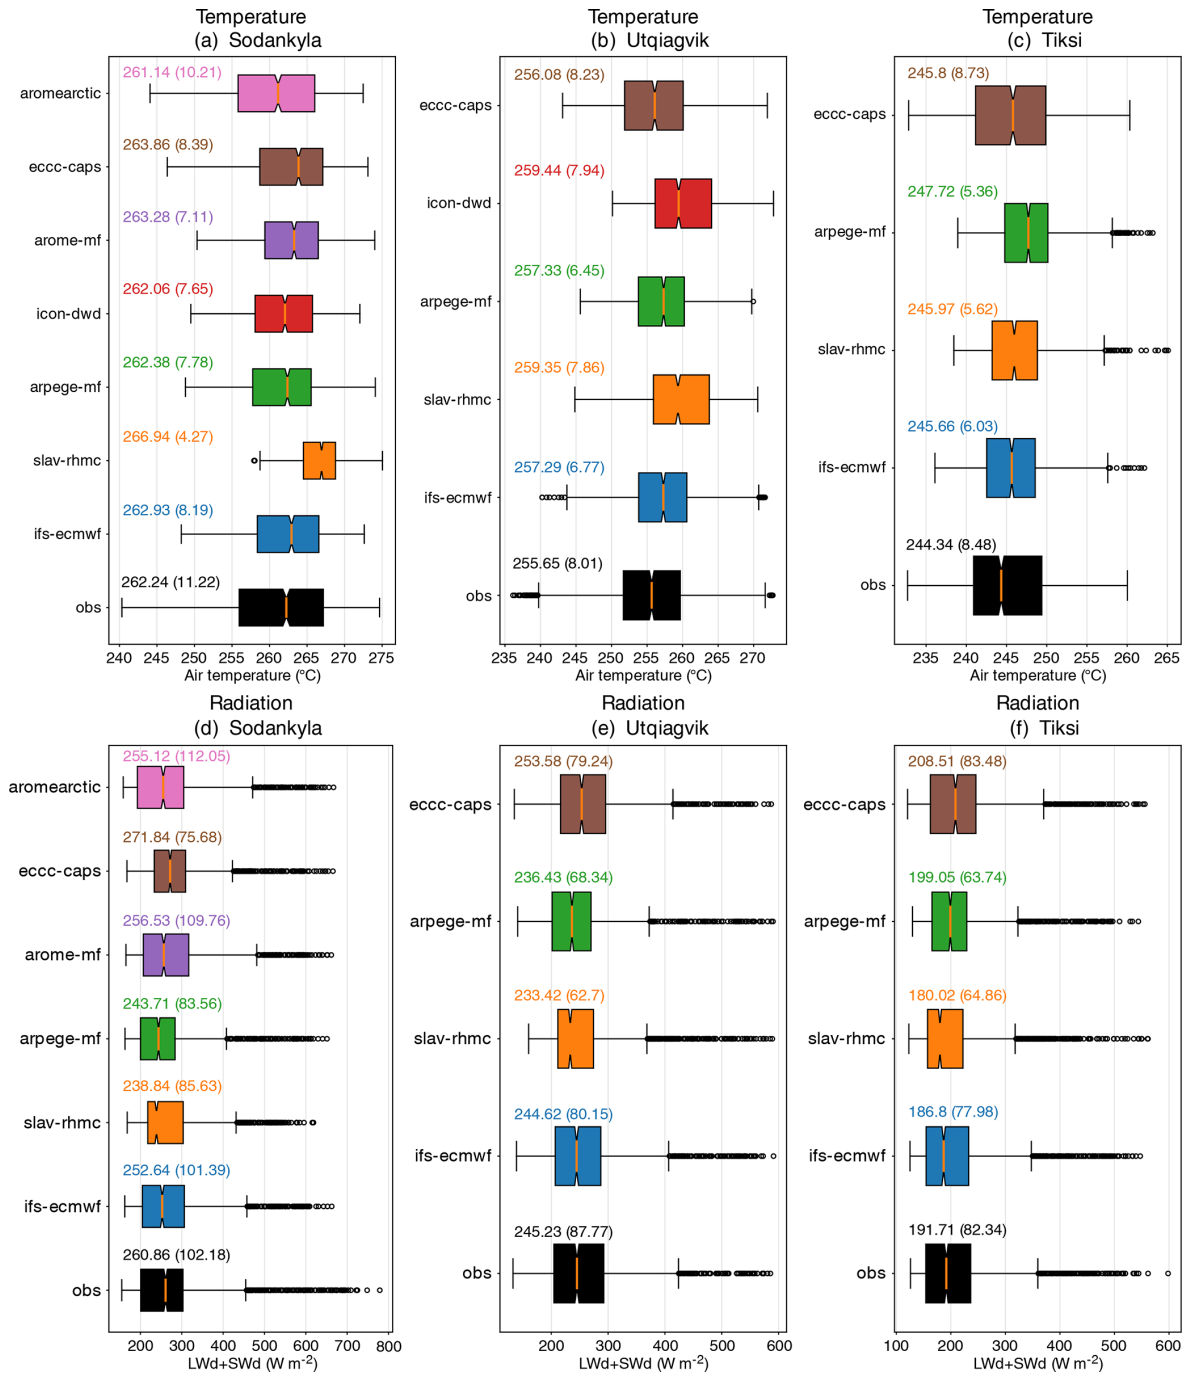 Temperature
(a) Sodankyla
261.14 (10.21)
aromearctic
263.86 (8.39)
eccc-caps
263.28 (7.11)
arome-mf
262.06 (7.65)
icon-dwd
262.38 (7.78)
arpege-mf
266.94 (4.27)
slav-rhmc
262.93 (8.19)
ifs-ecmwf
262.24 (11.22)
obs
240 245 250 255 260 265 270 275
Air temperature (°C)
Temperature
(b) Utqiagvik
256.08 (8.23)
eccc-caps
259.44 (7.94)
icon-dwd
257.33 (6.45)
arpege-mf
259.35 (7.86)
slav-rhmc
257.29 (6.77)
ifs-ecmwf
255.65 (8.01)
obs
235 240 245 250 255 260 265 270
Air temperature (°C)
Temperature
(c) Tiksi
245.8 (8.73)
eccc-caps
247.72 (5.36)
arpege-mf
245.97 (5.62)
slav-rhmc
245.66 (6.03)
ifs-ecmwf
244.34 (8.48)
obs
235 240 245 250 255 260 265
Air temperature (°C)
Radiation
(d) Sodankyla
255.12 (112.05)
aromearctic
271.84 (75.68)
eccc-caps
256.53 (109.76)
arome-mf
243.71 (83.56)
arpege-mf
238.84 (85.63)
slav-rhmc
252.64 (101.39)
ifs-ecmwf
260.86 (102.18)
obs
200 300 400 500 600 700 800
LWd+SWd (W m-2)
Radiation
(e) Utqiagvik
253.58 (79.24)
eccc-caps
236.43 (68.34)
arpege-mf
233.42 (62.7)
slav-rhmc
244.62 (80.15)
ifs-ecmwf
245.23 (87.77)
obs
200 300 400 500 600
LWd+SWd (W m-2)
Radiation
(f) Tiksi
208.51 (83.48)
eccc-caps
199.05 (63.74)
arpege-mf
180.02 (64.86)
slav-rhmc
186.8 (77.98)
ifs-ecmwf
191.71 (82.34)
obs
100 200 300 400 500 600
LWd+SWd (W m-2)